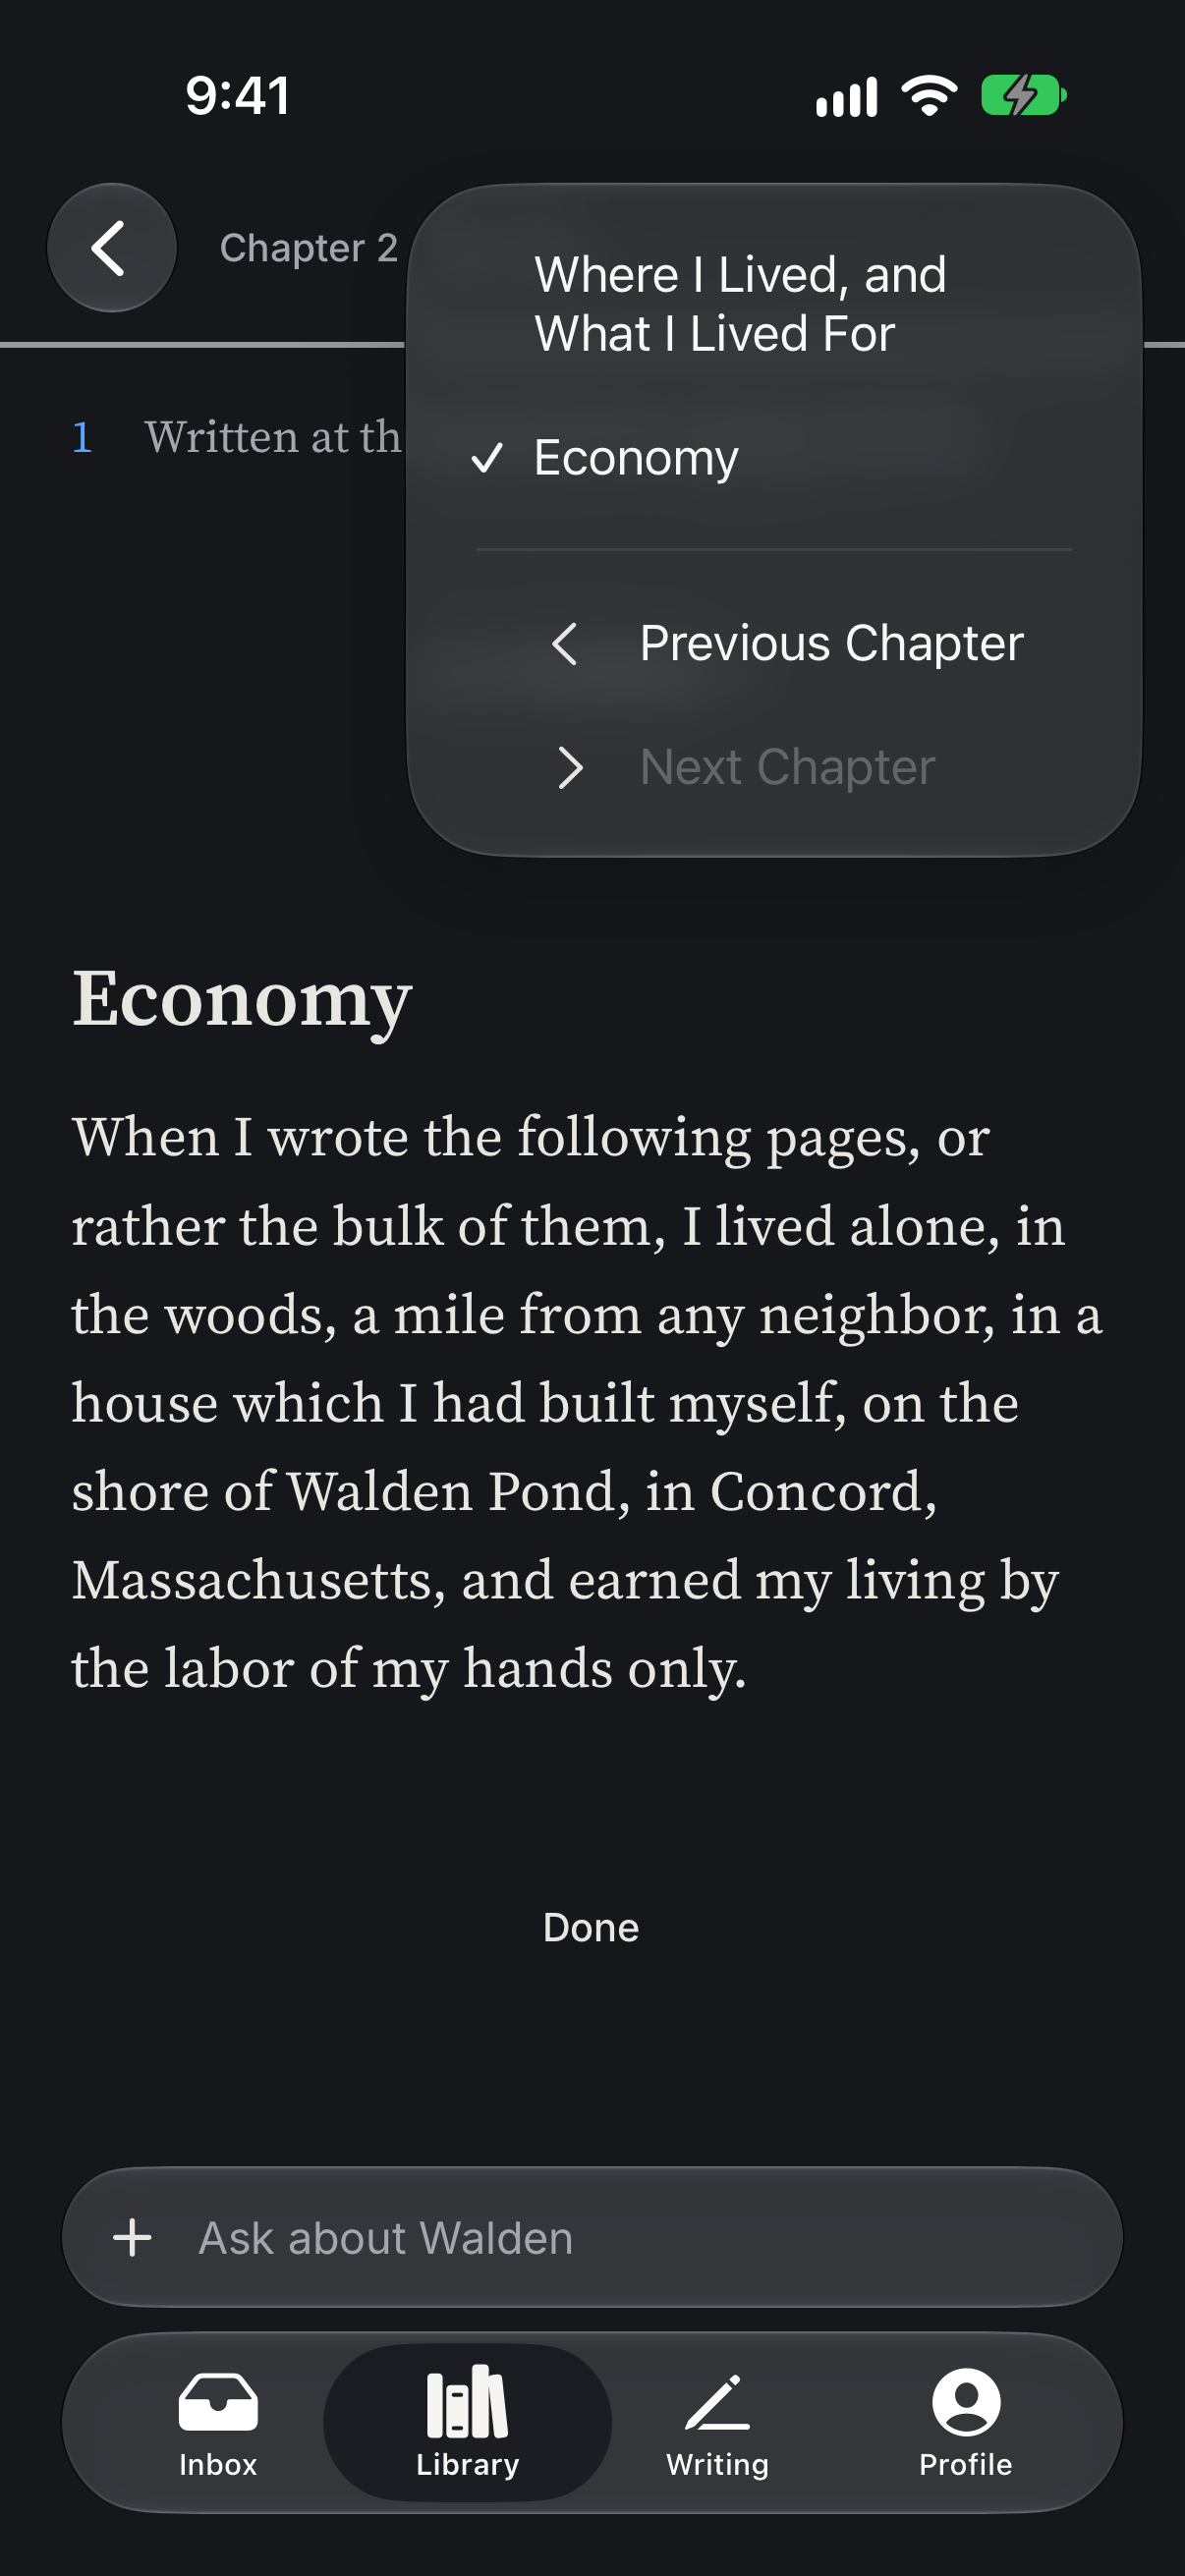 9:41
Chapter 2
Where I Lived, and
What I Lived For
✓ Economy
Previous Chapter
Next Chapter
1 Written at th
Economy
When I wrote the following pages, or
rather the bulk of them, I lived alone, in
the woods, a mile from any neighbor, in a
house which I had built myself, on the
shore of Walden Pond, in Concord,
Massachusetts, and earned my living by
the labor of my hands only.
Done
Ask about Walden
Inbox
Library
Writing
Profile